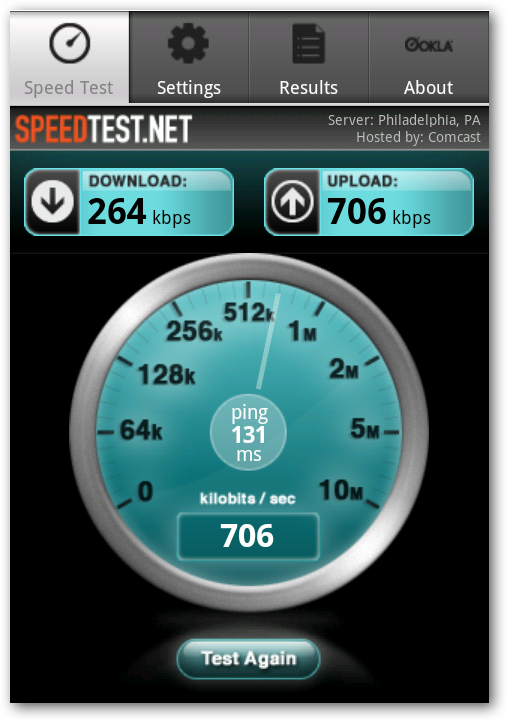 Speed Test
Settings
Results
OOKLA
About
SPEEDTEST.NET
Server: Philadelphia, PA
Hosted by: Comcast
DOWNLOAD:
264 kbps
UPLOAD:
706 kbps
512k
256k
1M
128k
2M
64k
5M
0
10M
ping
131
ms
kilobits / sec
706
Test Again